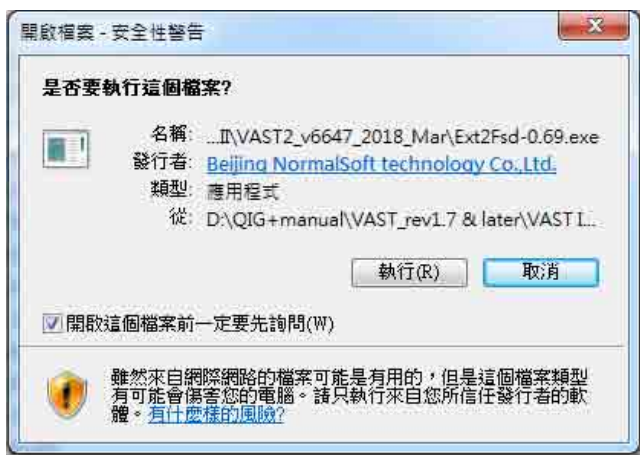 開啟檔案 - 安全性警告
是否要執行這個檔案?
名稱: ...II\VAST2_v6647_2018_Mar\Ext2Fsd-0.69.exe
發行者: Beijing NormalSoft technology Co.,Ltd.
類型: 應用程式
從: D:\QIG+manual\VAST_rev1.7 & later\VAST I...
執行(R) 取消
開啟這個檔案前一定要先詢問(W)
雖然來自網際網路的檔案可能是有用的，但是這個檔案類型
有可能會傷害您的電腦。請只執行來自您所信任發行者的軟
體。有什麼樣的風險?